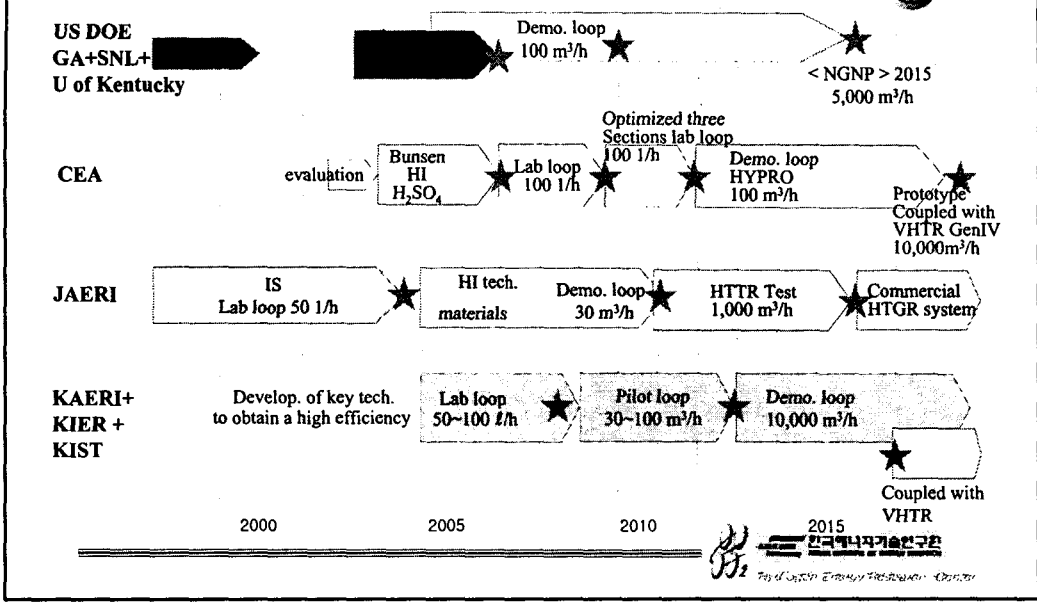 US DOE
GA+SNL+
U of Kentucky
Demo. loop
100 m³/h
< NGNP > 2015
5,000 m³/h
CEA
evaluation
Bunsen
HI
H₂SO₄
Lab loop
100 l/h
Optimized three
Sections lab loop
100 l/h
Demo. loop
HYPRO
100 m³/h
Prototype
Coupled with
VHTR GenIV
10,000m³/h
JAERI
IS
Lab loop 50 l/h
HI tech.
materials
Demo. loop
30 m³/h
HTTR Test
1,000 m³/h
Commercial
HTGR system
KAERI+
KIER +
KIST
Develop. of key tech.
to obtain a high efficiency
Lab loop
50~100 ℓ/h
Pilot loop
30~100 m³/h
Demo. loop
10,000 m³/h
Coupled with
VHTR
2000
2005
2010
2015
한국에너지기술연구원